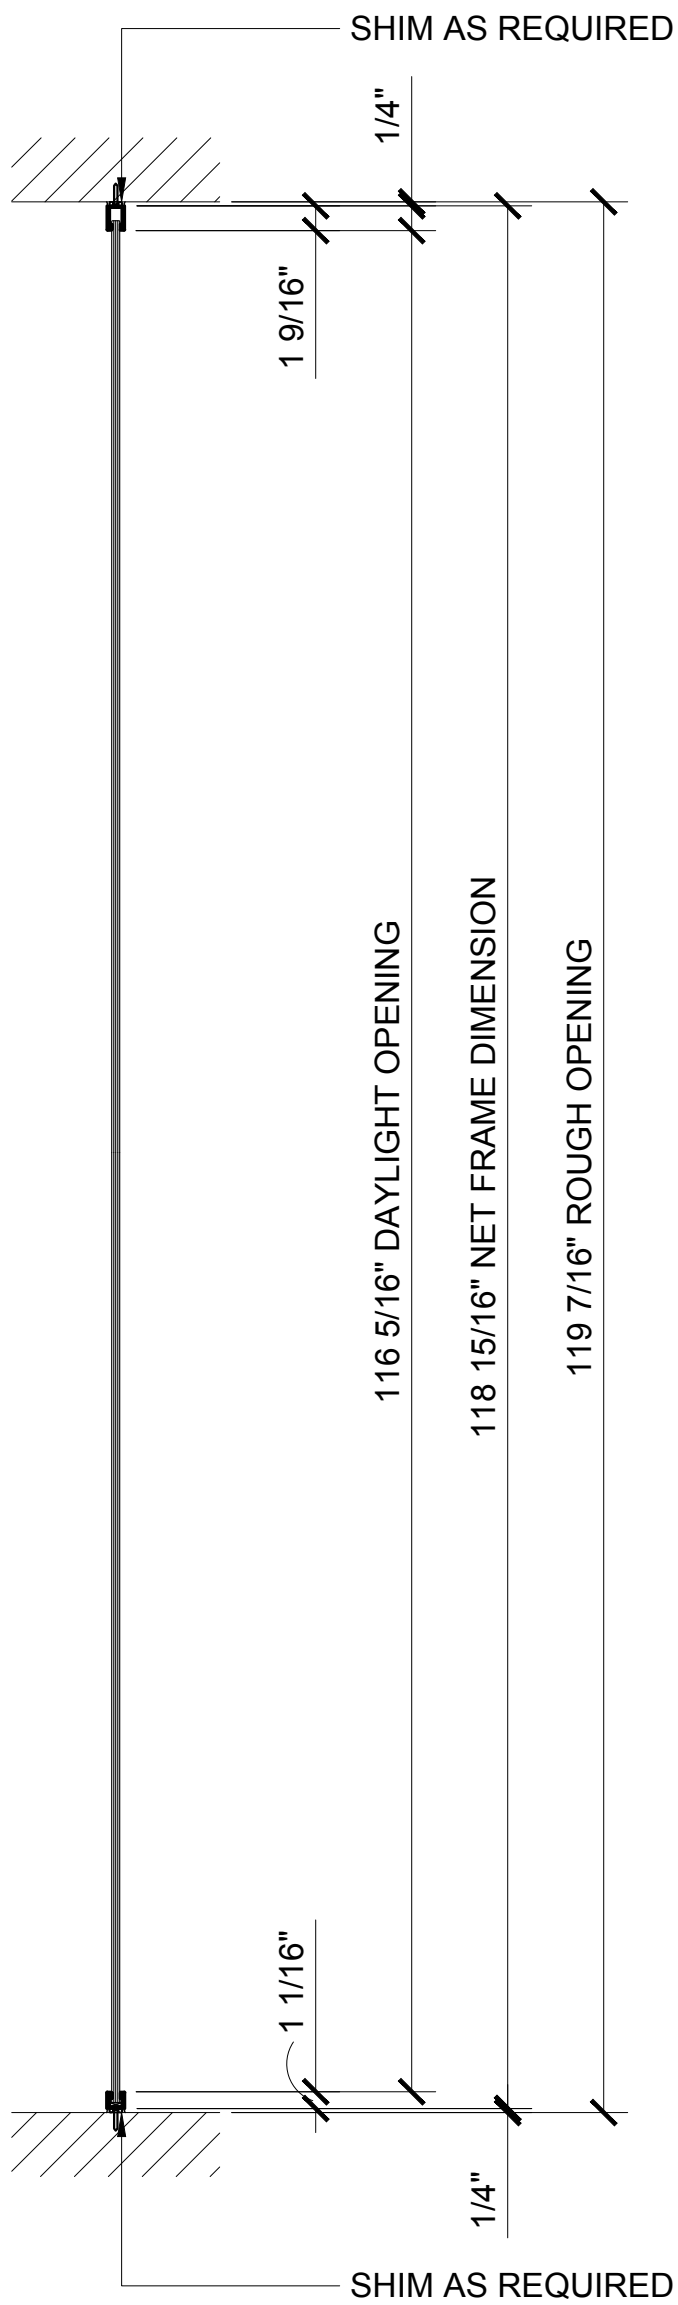 SHIM AS REQUIRED
1/4"
1 9/16"
116 5/16" DAYLIGHT OPENING
118 15/16" NET FRAME DIMENSION
119 7/16" ROUGH OPENING
1 1/16"
1/4"
SHIM AS REQUIRED